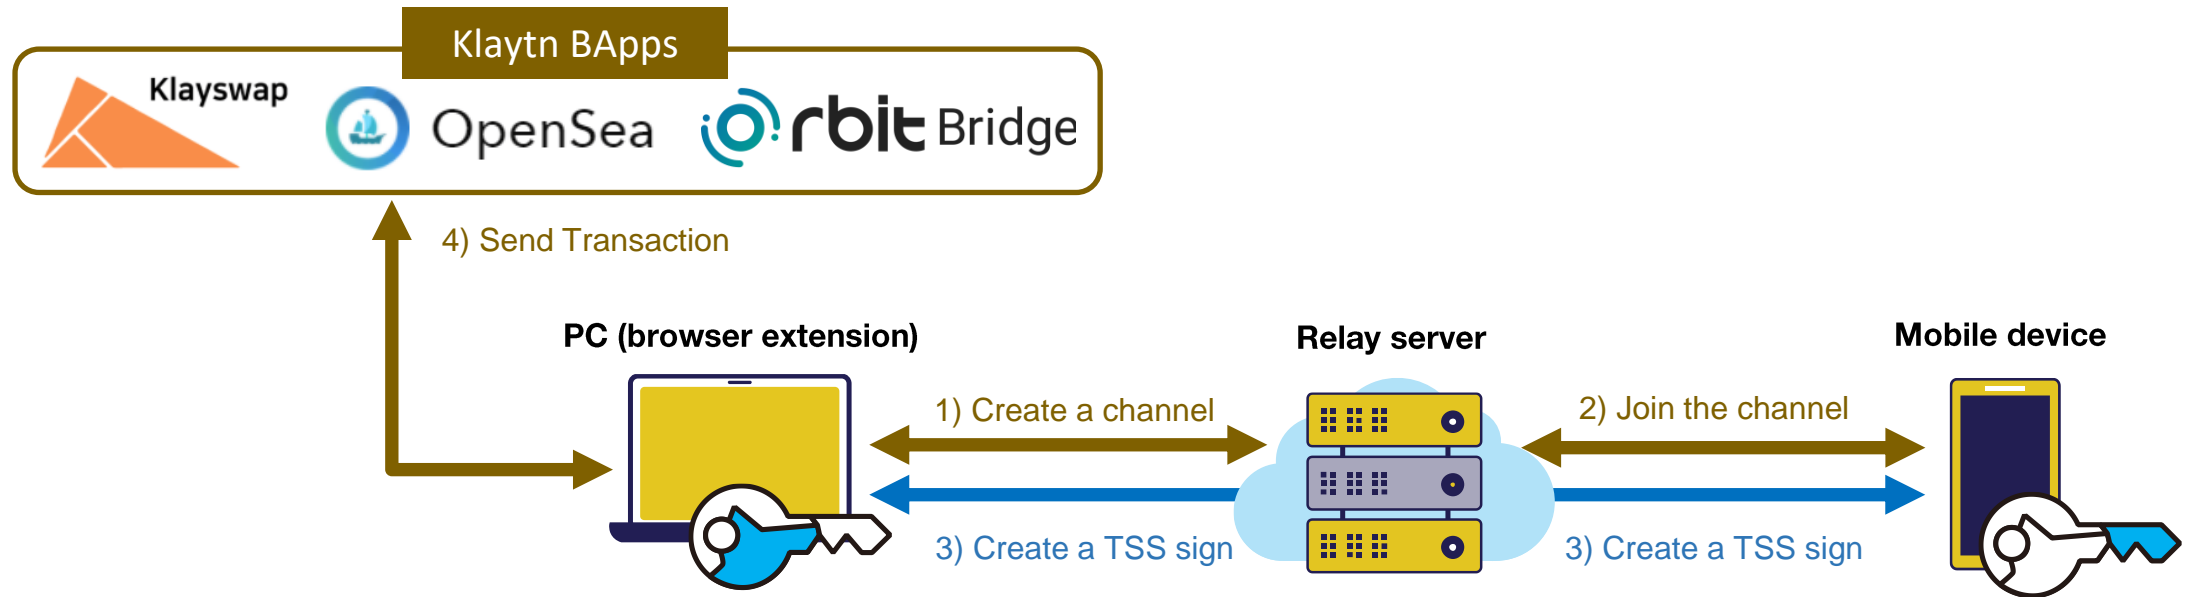 Klaytn BApps
Klayswap
OpenSea
Orbit Bridge
4) Send Transaction
PC (browser extension)
Relay server
Mobile device
1) Create a channel
2) Join the channel
3) Create a TSS sign
3) Create a TSS sign